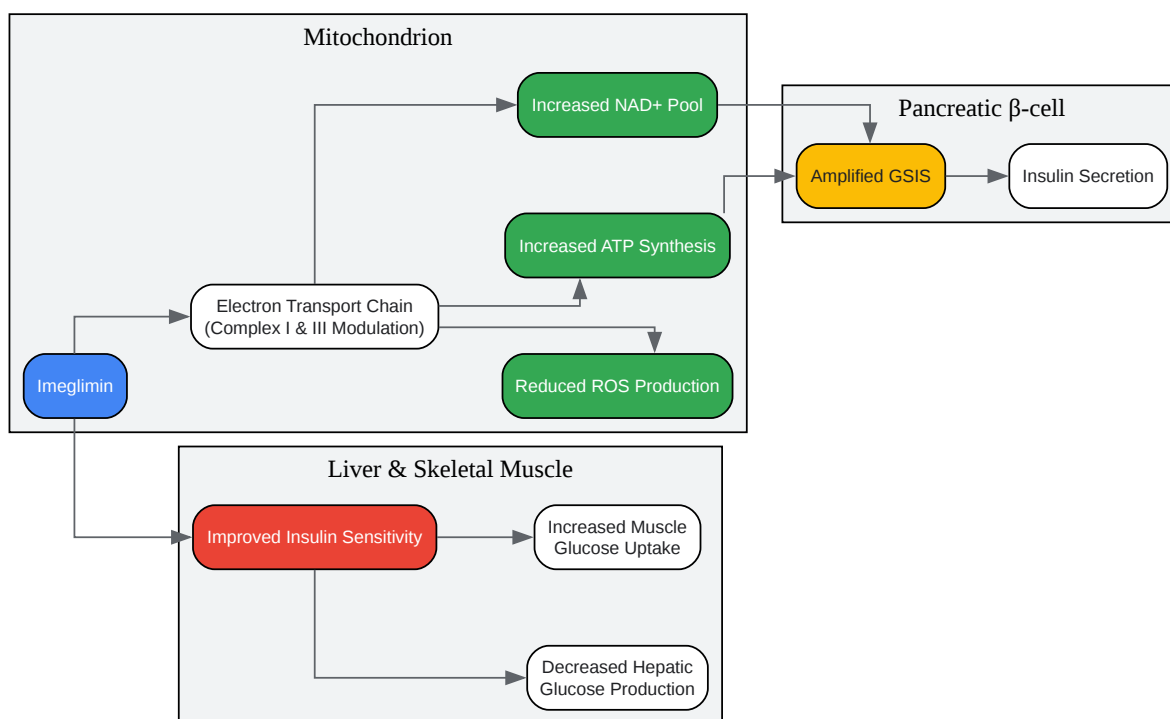 Mitochondrion
Increased NAD+ Pool
Pancreatic β-cell
Amplified GSIS
Insulin Secretion
Increased ATP Synthesis
Electron Transport Chain
(Complex I & III Modulation)
Imeglimin
Reduced ROS Production
Liver & Skeletal Muscle
Improved Insulin Sensitivity
Increased Muscle
Glucose Uptake
Decreased Hepatic
Glucose Production